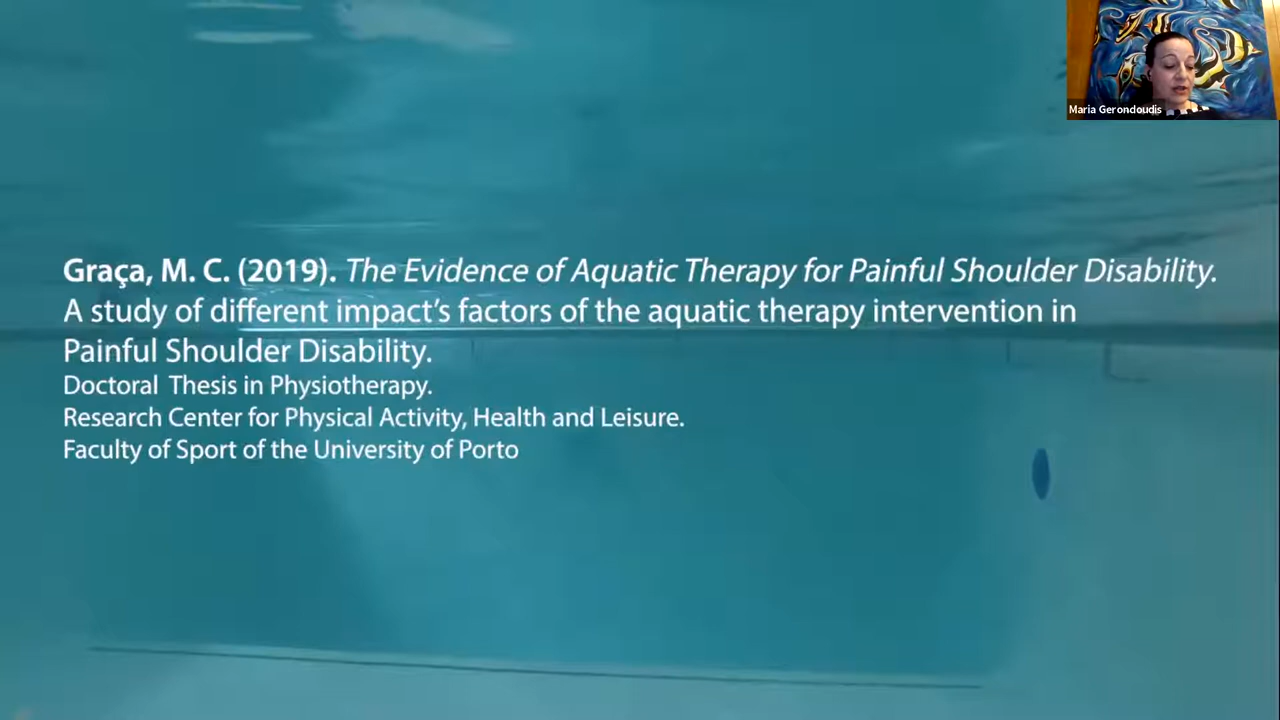 Maria Gerondoudis
Graça, M. C. (2019). The Evidence of Aquatic Therapy for Painful Shoulder Disability.
A study of different impact's factors of the aquatic therapy intervention in
Painful Shoulder Disability.
Doctoral Thesis in Physiotherapy.
Research Center for Physical Activity, Health and Leisure.
Faculty of Sport of the University of Porto